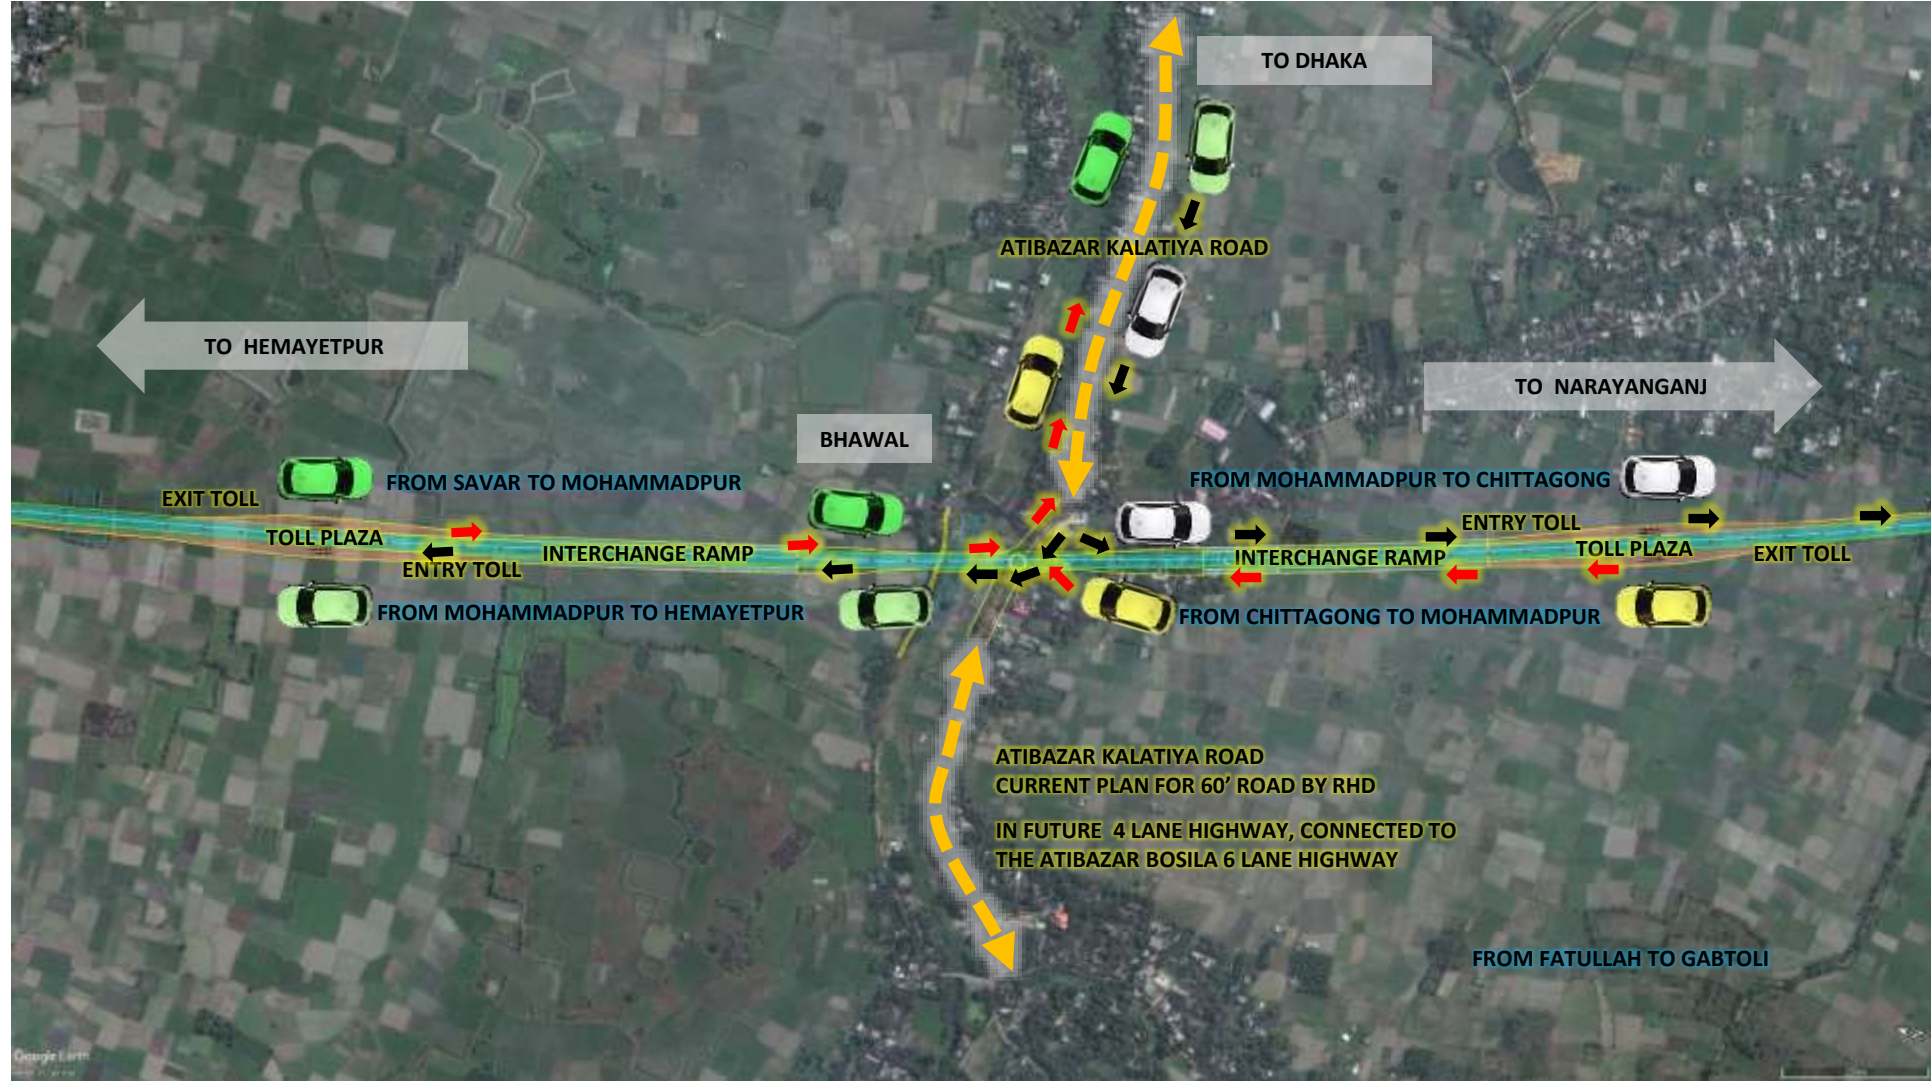 TO DHAKA
ATIBAZAR KALATIYA ROAD
TO  HEMAYETPUR
TO  NARAYANGANJ
BHAWAL
FROM SAVAR TO MOHAMMADPUR
FROM MOHAMMADPUR TO CHITTAGONG
EXIT TOLL
TOLL PLAZA
ENTRY TOLL
INTERCHANGE RAMP
INTERCHANGE RAMP
ENTRY TOLL
TOLL PLAZA
EXIT TOLL
FROM MOHAMMADPUR TO HEMAYETPUR
FROM CHITTAGONG TO MOHAMMADPUR
ATIBAZAR KALATIYA ROAD
CURRENT PLAN FOR 60’ ROAD BY RHD
IN FUTURE  4 LANE HIGHWAY, CONNECTED TO
THE ATIBAZAR BOSILA 6 LANE HIGHWAY
FROM FATULLAH TO GABTOLI
Google Earth